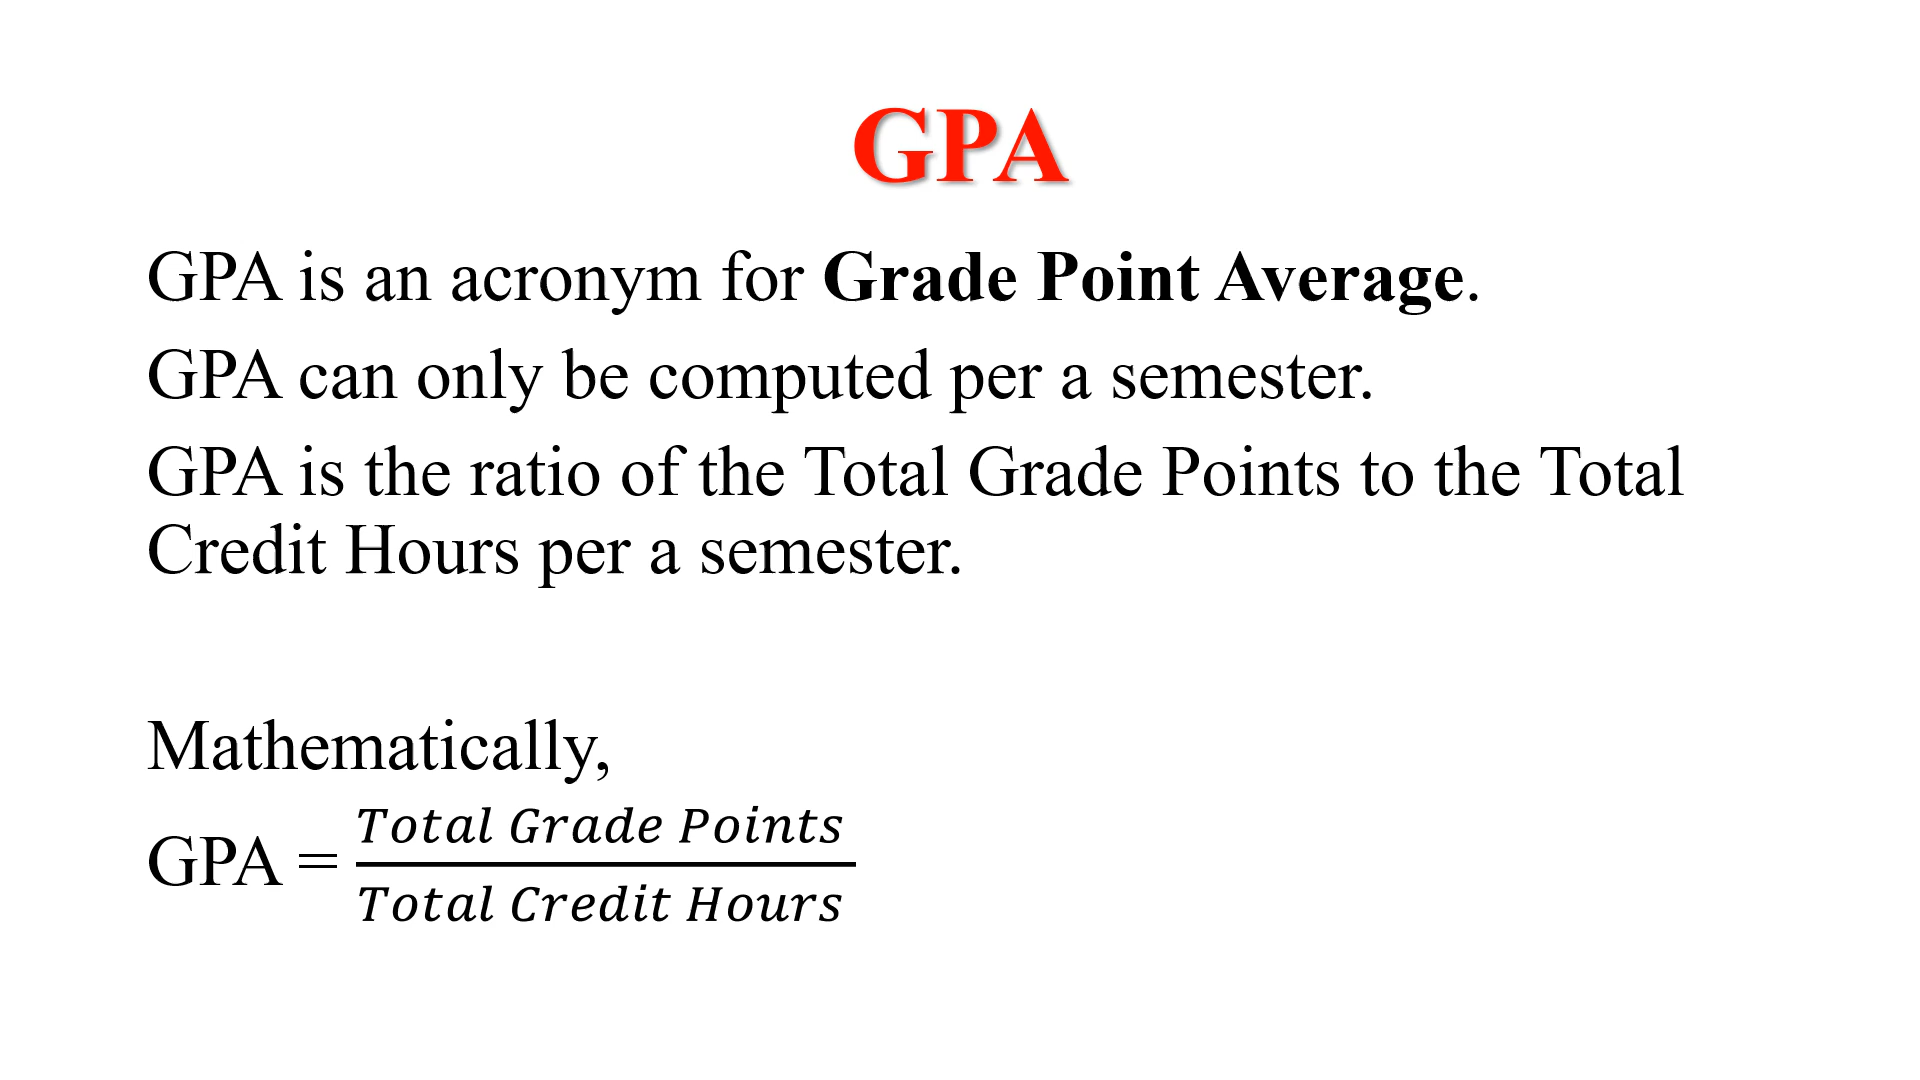 GPA
GPA is an acronym for Grade Point Average.
GPA can only be computed per a semester.
GPA is the ratio of the Total Grade Points to the Total
Credit Hours per a semester.
Mathematically,
GPA = Total Grade Points / Total Credit Hours